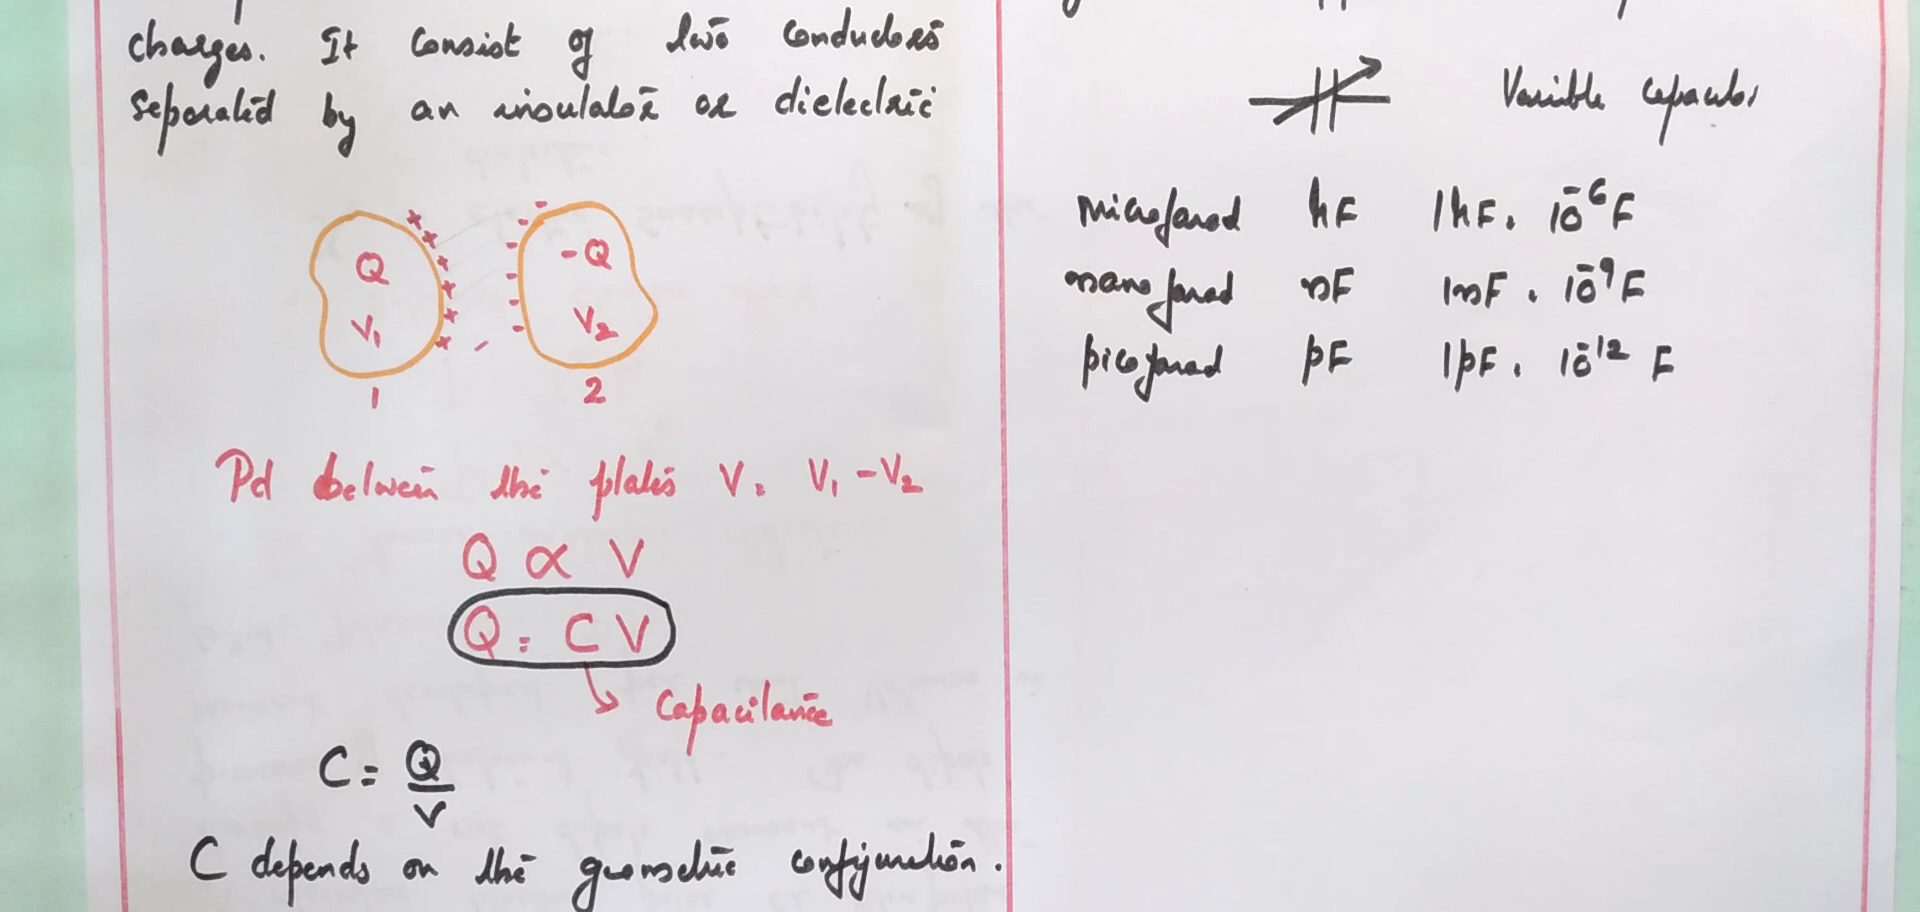 charges. It consist of two conductors
separated by an insulator or dielectric
Q
V₁
1
-Q
V₂
2
Pd between the plates V = V₁ - V₂
Q ∝ V
Q = CV
Capacitance
C = Q/V
C depends on the geometric configuration.
Variable capacitor
microfarad μF 1μF = 10⁻⁶F
nanofarad nF 1nF = 10⁻⁹F
picofarad pF 1pF = 10⁻¹² F